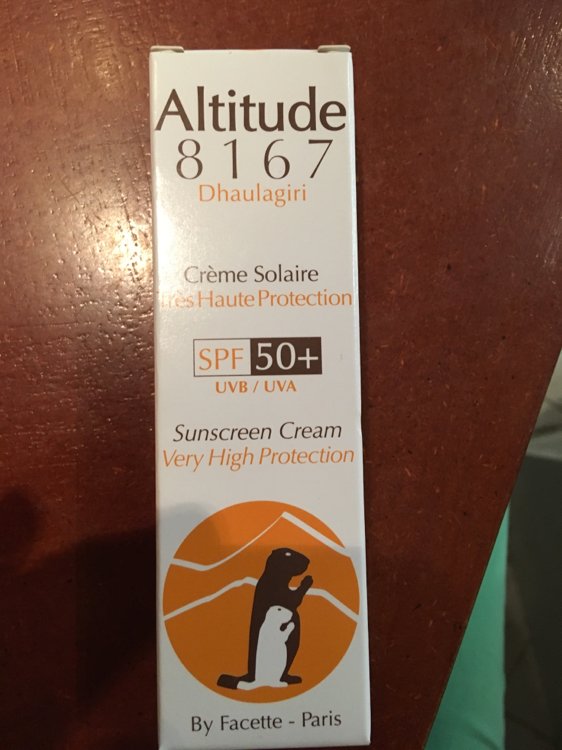 Altitude
8167
Dhaulagiri
Crème Solaire
Très Haute Protection
SPF 50+
UVB / UVA
Sunscreen Cream
Very High Protection
By Facette - Paris